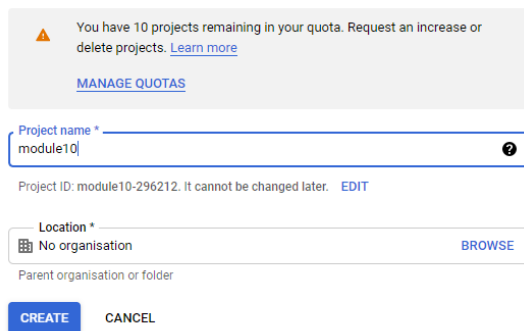 You have 10 projects remaining in your quota. Request an increase or
delete projects. Learn more
MANAGE QUOTAS
Project name *
module10
Project ID: module10-296212. It cannot be changed later. EDIT
Location *
No organisation BROWSE
Parent organisation or folder
CREATE CANCEL